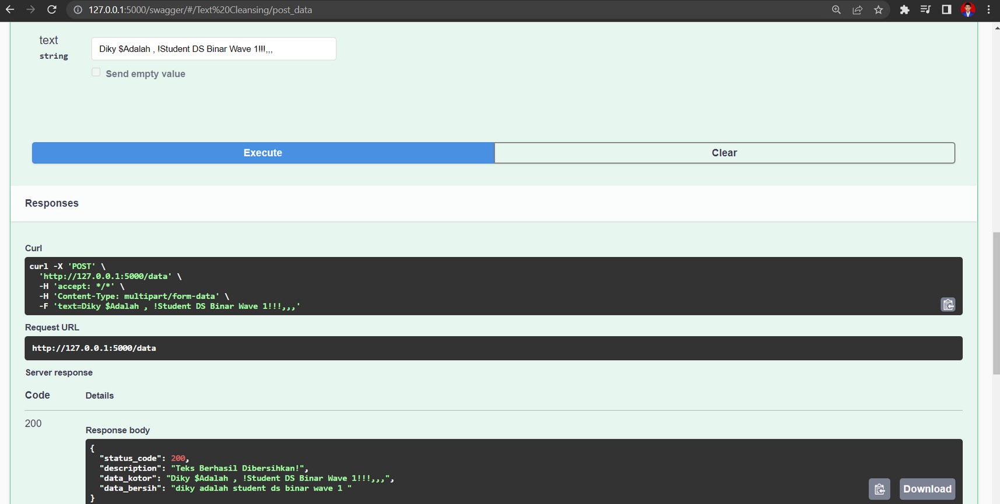 127.0.0.1:5000/swagger/#/Text%20Cleansing/post_data
text
Diky $Adalah , !Student DS Binar Wave 1!!!,,,
string
Send empty value
Execute Clear
Responses
Curl
curl -X 'POST' \
'http://127.0.0.1:5000/data' \
-H 'accept: */*' \
-H 'Content-Type: multipart/form-data' \
-F 'text=Diky $Adalah , !Student DS Binar Wave 1!!!,,,'
Request URL
http://127.0.0.1:5000/data
Server response
Code Details
200
Response body
{
"status_code": 200,
"description": "Teks Berhasil Dibersihkan!",
"data_kotor": "Diky $Adalah , !Student DS Binar Wave 1!!!,,,",
"data_bersih": "diky adalah student ds binar wave 1 "
}
Download